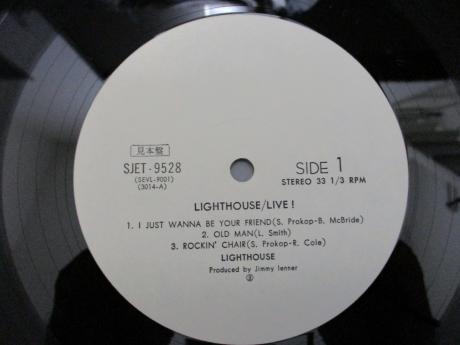 見本盤
SJET-9528
(SEVL-9001)
(3014-A)
SIDE 1
STEREO 33 1/3 RPM
LIGHTHOUSE/LIVE!
1. I JUST WANNA BE YOUR FRIEND(S. Prokop-B. McBride)
2. OLD MAN(L. Smith)
3. ROCKIN' CHAIR(S. Prokop-R. Cole)
LIGHTHOUSE
Produced by Jimmy Ienner